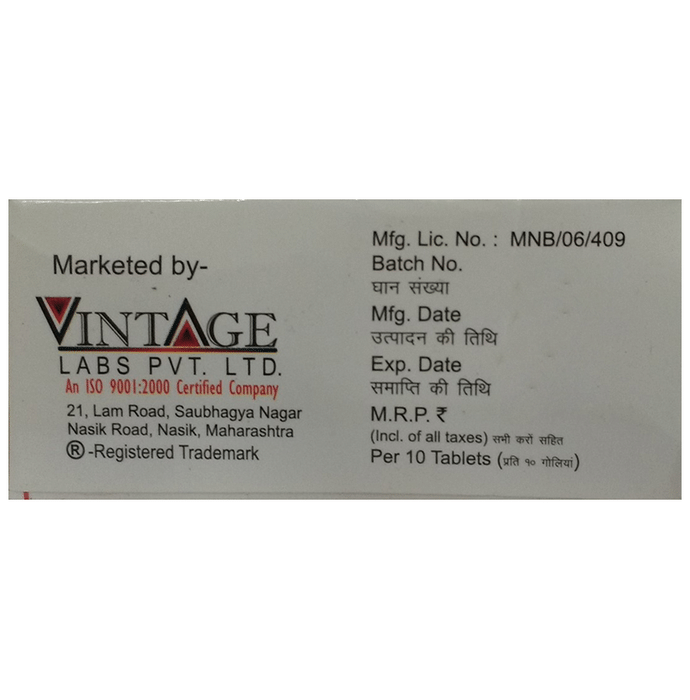 Marketed by-
VINTAGE
LABS PVT. LTD.
An ISO 9001:2000 Certified Company
21, Lam Road, Saubhagya Nagar
Nasik Road, Nasik, Maharashtra
®-Registered Trademark
Mfg. Lic. No. : MNB/06/409
Batch No.
घान संख्या
Mfg. Date
उत्पादन की तिथि
Exp. Date
समाप्ति की तिथि
M.R.P. ₹
(Incl. of all taxes) सभी करों सहित
Per 10 Tablets (प्रति १० गोलियां)